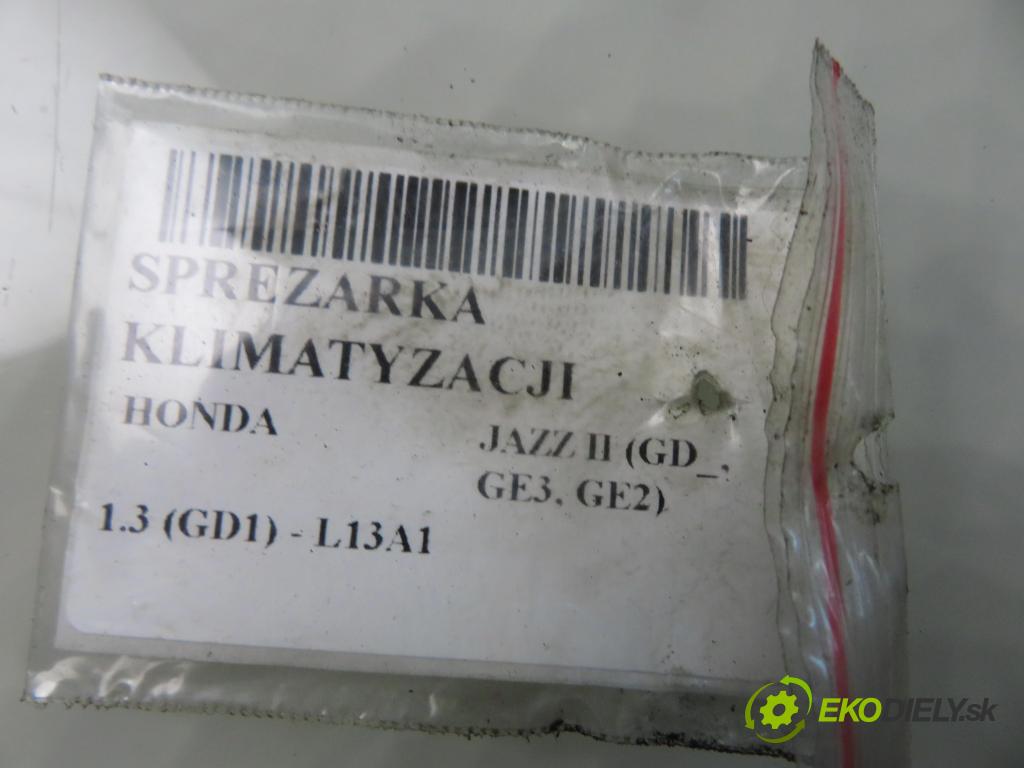 SPREZARKA
KLIMATYZACJI
HONDA
JAZZ II (GD_,
GE3, GE2)
1.3 (GD1) - L13A1
EKODIELY.sk